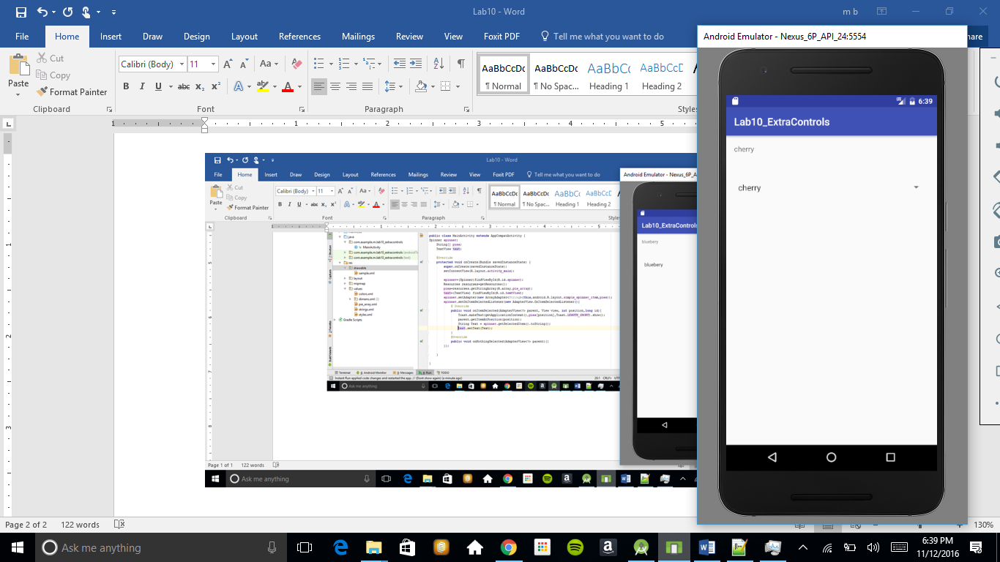 Lab10 - Word
m b
File Home Insert Draw Design Layout References Mailings Review View Foxit PDF Tell me what you want to do
Paste
Cut
Copy
Format Painter
Clipboard
Calibri (Body) 11
Font
Paragraph
AaBbCcDc AaBbCcDc AaBbCc AaBbCcD
¶ Normal ¶ No Spac... Heading 1 Heading 2
Android Emulator - Nexus_6P_API_24:5554
6:39
Lab10_ExtraControls
cherry
cherry
Lab10 - Word
File Home Insert Draw Design Layout References Mailings Review View Foxit PDF Tell me what you want to do
Paste
Cut
Copy
Format Painter
Clipboard
Calibri (Body) 11
Font
Paragraph
AaBbCcDc AaBbCcDc AaBbCc AaBbCcD
¶ Normal ¶ No Spac... Heading 1 Heading 2
Android Emulator - Nexus_6P_A
Lab10_ExtraControls
bluebery
bluebery
java
com.example.m.lab10_extracontrols
MainActivity
com.example.m.lab10_extracontrols
com.example.m.lab10_extracontrols (test)
res
drawable
sample.xml
layout
mipmap
values
colors.xml
dimens.xml (2)
pie_array.xml
strings.xml
styles.xml
Gradle Scripts
public class MainActivity extends AppCompatActivity {
Spinner spinner;
String[] pies;
TextView text;
@Override
protected void onCreate(Bundle savedInstanceState) {
super.onCreate(savedInstanceState);
setContentView(R.layout.activity_main);
spinner=(Spinner)findViewById(R.id.spinner);
Resources resources=getResources();
pies=resources.getStringArray(R.array.pie_array);
text=(TextView) findViewById(R.id.textView);
spinner.setAdapter(new ArrayAdapter<String>(this,android.R.layout.simple_spinner_item,pies));
spinner.setOnItemSelectedListener(new AdapterView.OnItemSelectedListener(){
@ Override
public void onItemSelected(AdapterView<?> parent, View view, int position,long id){
Toast.makeText(getApplicationContext(),pies[position],Toast.LENGTH_SHORT).show();
parent.getItemAtPosition(position);
String Text = spinner.getSelectedItem().toString();
text.setText(Text);
}
@Override
public void onNothingSelected(AdapterView<?> parent){}
});
}
}
Terminal 6: Android Monitor 0: Messages 4: Run TODO
Instant Run applied code changes and restarted the app. // (Dont show again) (a minute ago)
Ask me anything
Page 1 of 1 122 words
Ask me anything
Page 2 of 2 122 words
130%
Ask me anything
6:39 PM
11/12/2016